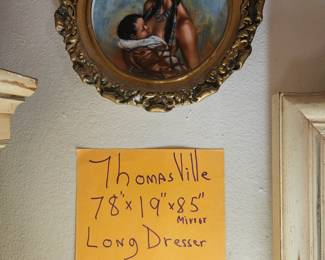 Thomasville
78"x19"x85"
Mirror
Long Dresser